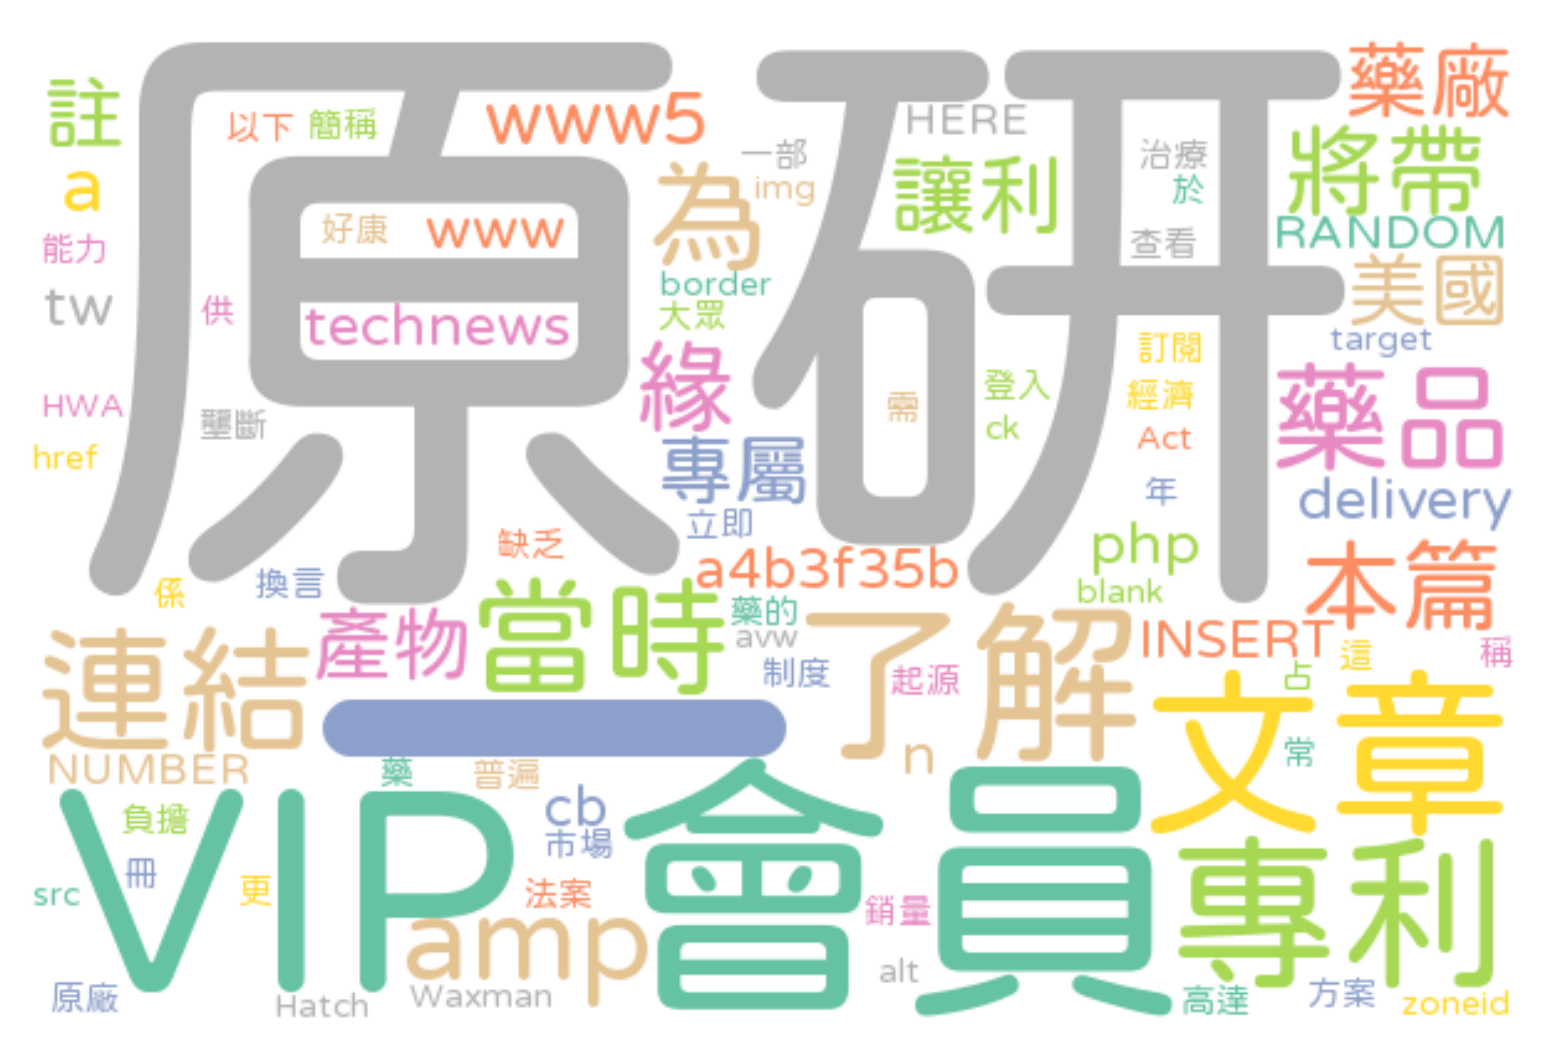 原研
藥廠
註
以下
簡稱
www5
HERE
一部
治療
將帶
a
為
img
讓利
於
能力
好康
www
查看
RANDOM
tw
供
technews
border
大眾
美國
target
HWA
壟斷
緣
需
登入
訂閱
經濟
藥品
href
專屬
ck
Act
立即
年
delivery
缺乏
a4b3f35b
php
本篇
係
換言
blank
產物
當時
藥的
avw
了解
INSERT
連結
制度
起源
這
稱
占
一
文章
NUMBER
藥
普遍
n
常
VIP會員
負擔
cb
市場
專利
冊
src
更
法案
銷量
amp
alt
原廠
Hatch
Waxman
高達
方案
zoneid